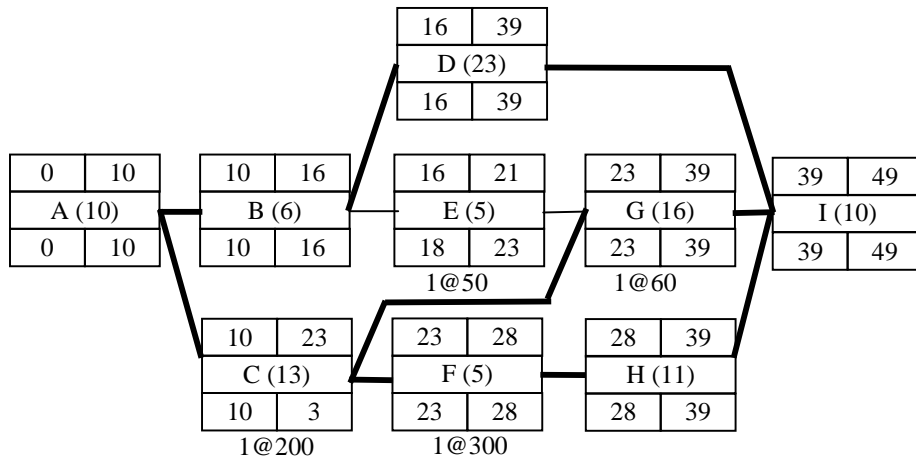 16 39
D (23)
16 39
0 10
A (10)
0 10
10 16
B (6)
10 16
16 21
E (5)
18 23
1@50
23 39
G (16)
23 39
1@60
39 49
I (10)
39 49
10 23
C (13)
10 3
1@200
23 28
F (5)
23 28
1@300
28 39
H (11)
28 39